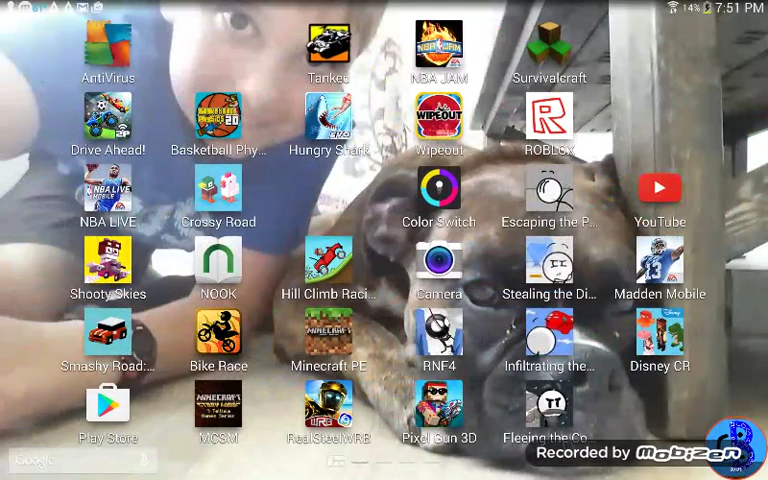 14% 7:51 PM
AntiVirus Tanker NBA JAM Survivalcraft
Drive Ahead! Basketball Phy... Hungry Shark WIPEOUT Wipeout ROBLOX
NBA LIVE Crossy Road Color Switch Escaping the P... YouTube
Shooty Skies NOOK Hill Climb Raci... Camera Stealing the Di... Madden Mobile
Smashy Road:... Bike Race MINECRAFT Minecraft PE RNF4 Infiltrating the... Disney CR
Play Store MCSM RealSteelWRB Pixel Gun 3D Fleeing the Co...
Google
Recorded by Mobizen